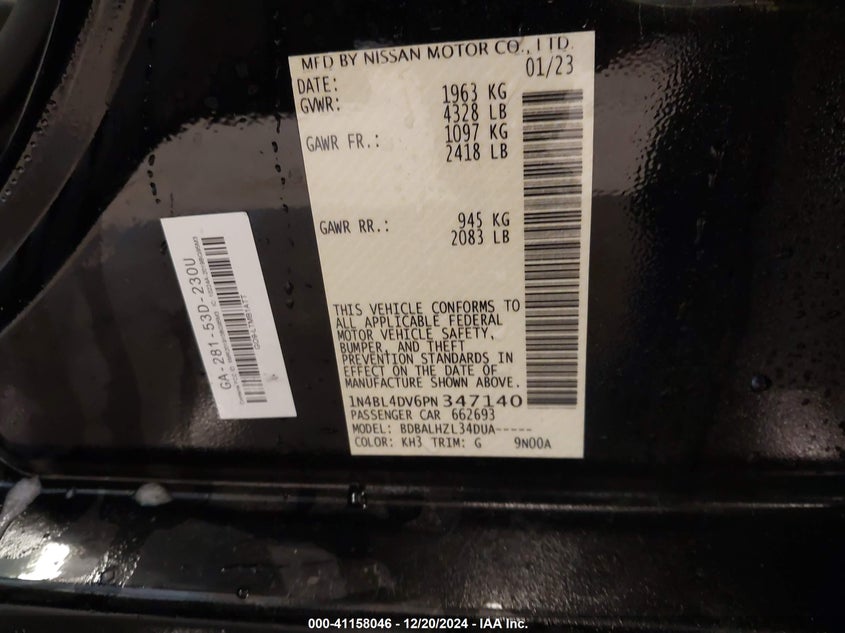 MFD BY NISSAN MOTOR CO., LTD.
DATE: 01/23
GVWR: 1963 KG
4328 LB
GAWR FR.: 1097 KG
2418 LB
GAWR RR.: 945 KG
2083 LB
THIS VEHICLE CONFORMS TO
ALL APPLICABLE FEDERAL
MOTOR VEHICLE SAFETY,
BUMPER, AND THEFT
PREVENTION STANDARDS IN
EFFECT ON THE DATE OF
MANUFACTURE SHOWN ABOVE.
1N4BL4DV6PN347140
PASSENGER CAR 662693
MODEL: BDBALHZL34DUA-----
COLOR: KH3 TRIM: G 9N00A
GA-281-53D-230U
000-41158046 - 12/20/2024 - IAA Inc.